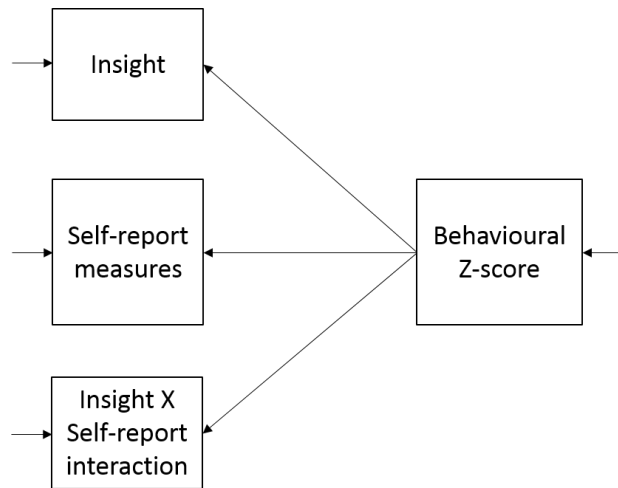 Insight
Self-report
measures
Behavioural
Z-score
Insight X
Self-report
interaction